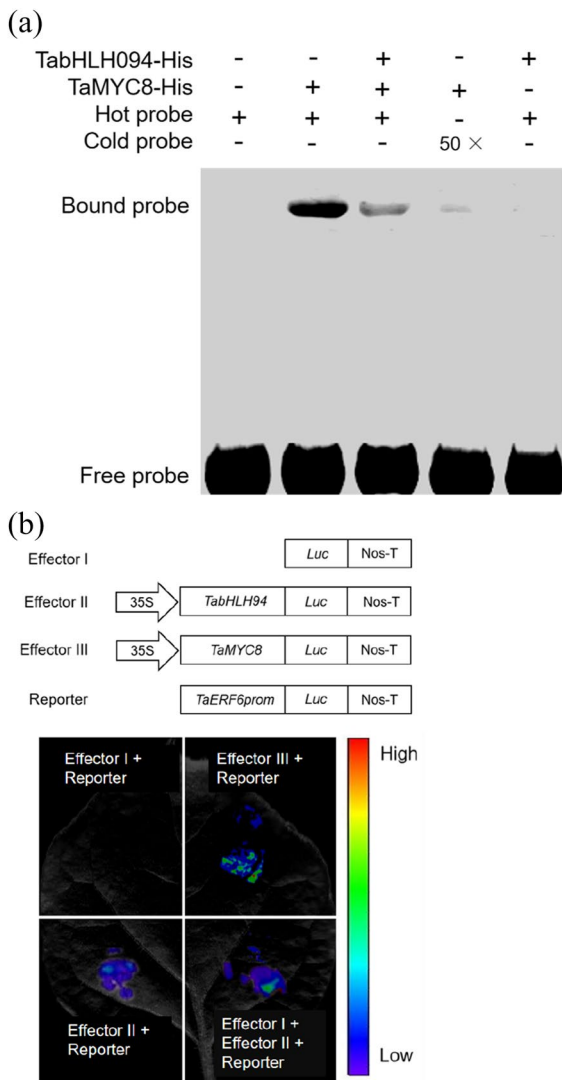 (a)
TabHLH094-His - - + - +
TaMYC8-His - + + + -
Hot probe + + + - +
Cold probe - - - 50 × -
Bound probe
Free probe
(b)
Effector I Luc Nos-T
Effector II 35S TabHLH94 Luc Nos-T
Effector III 35S TaMYC8 Luc Nos-T
Reporter TaERF6prom Luc Nos-T
Effector I +
Reporter
Effector III +
Reporter
High
Effector II +
Reporter
Effector I +
Effector II +
Reporter
Low